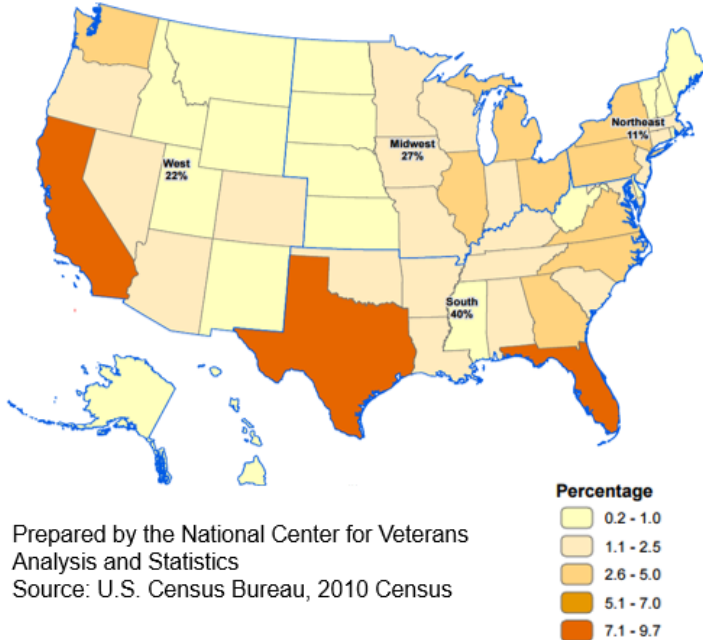 Northeast
11%
Midwest
27%
West
22%
South
40%
Percentage
0.2 - 1.0
1.1 - 2.5
2.6 - 5.0
5.1 - 7.0
7.1 - 9.7
Prepared by the National Center for Veterans
Analysis and Statistics
Source: U.S. Census Bureau, 2010 Census